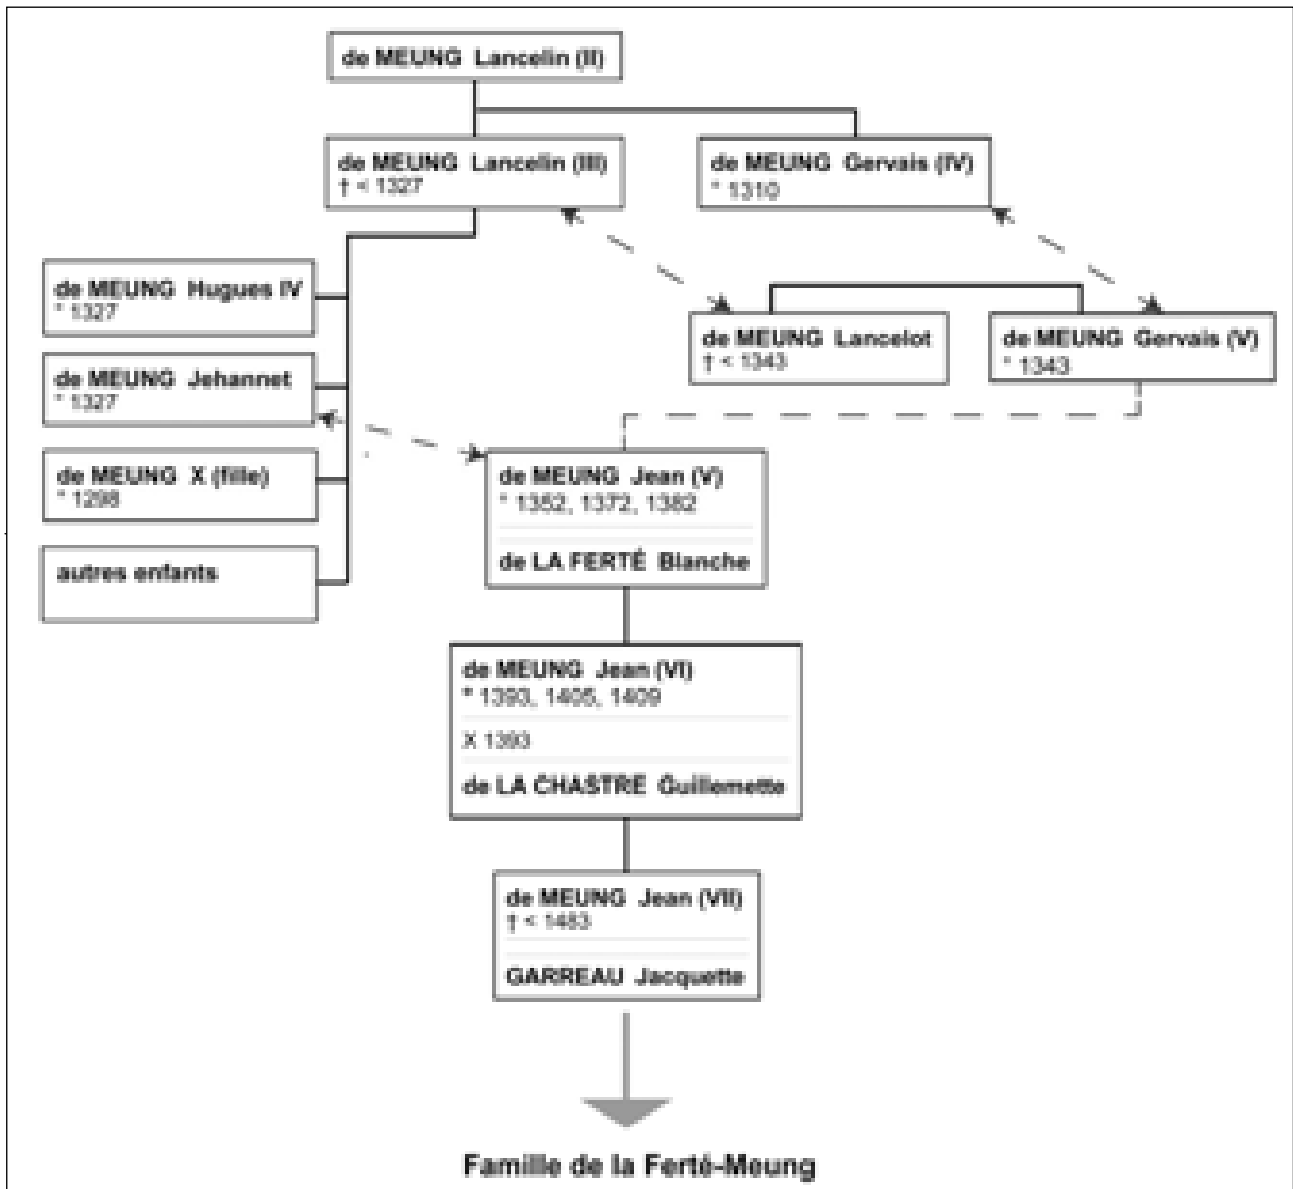 de MEUNG Lancelin (II)
de MEUNG Lancelin (III)
† < 1327
de MEUNG Gervais (IV)
* 1310
de MEUNG Hugues IV
* 1327
de MEUNG Jehannet
* 1327
de MEUNG X (fille)
* 1298
autres enfants
de MEUNG Lancelot
† < 1343
de MEUNG Gervais (V)
* 1343
de MEUNG Jean (V)
* 1352, 1372, 1382
de LA FERTÉ Blanche
de MEUNG Jean (VI)
* 1393, 1405, 1409
X 1393
de LA CHASTRE Guillemette
de MEUNG Jean (VII)
† < 1483
GARREAU Jacquette
Famille de la Ferté-Meung